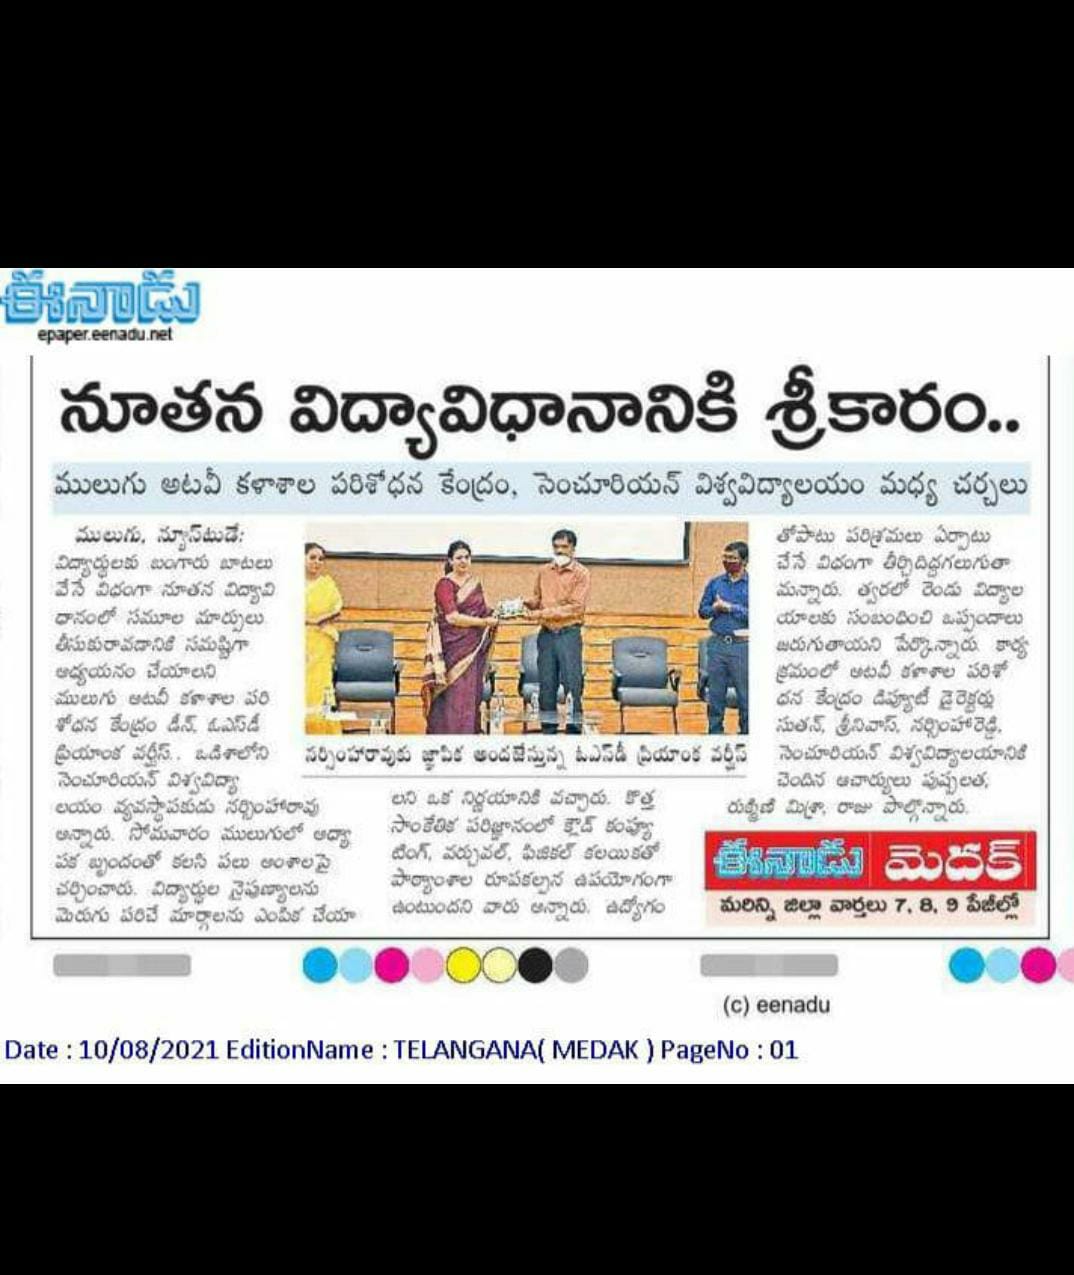 ఈనాడు
epaper.eenadu.net
నూతన విద్యావిధానానికి శ్రీకారం..
ములుగు అటవీ కళాశాల పరిశోధన కేంద్రం, సెంచూరియన్ విశ్వవిద్యాలయం మధ్య చర్చలు
ములుగు, న్యూస్‌టుడే:
విద్యార్థులకు బంగారు బాటలు
వేసే విధంగా నూతన విద్యావి
ధానంలో సమూల మార్పులు
తీసుకురావడానికి సమష్టిగా
అధ్యయనం చేయాలని
ములుగు అటవీ కళాశాల పరి
శోధన కేంద్రం డీన్, ఓఎస్‌డీ
ప్రియాంక వర్గీస్.. ఒడిశాలోని
సెంచూరియన్ విశ్వవిద్యా
లయం వ్యవస్థాపకుడు నర్సింహారావు
అన్నారు. సోమవారం ములుగులో అధ్యా
పక బృందంతో కలసి పలు అంశాలపై
చర్చించారు. విద్యార్థుల నైపుణ్యాలను
మెరుగు పరిచే మార్గాలను ఎంపిక చేయా
నర్సింహారావుకు జ్ఞాపిక అందజేస్తున్న ఓఎస్‌డీ ప్రియాంక వర్గీస్
లని ఒక నిర్ణయానికి వచ్చారు. కొత్త
సాంకేతిక పరిజ్ఞానంలో క్లౌడ్ కంప్యూ
టింగ్, వర్చువల్, ఫిజికల్ కలయికతో
పాఠ్యాంశాల రూపకల్పన ఉపయోగంగా
ఉంటుందని వారు అన్నారు. ఉద్యోగం
తోపాటు పరిశ్రమలు ఏర్పాటు
చేసే విధంగా తీర్చిదిద్దగలుగుతా
మన్నారు. త్వరలో రెండు విద్యాల
యాలకు సంబంధించి ఒప్పందాలు
జరుగుతాయని పేర్కొన్నారు. కార్య
క్రమంలో అటవీ కళాశాల పరిశో
ధన కేంద్రం డిప్యూటీ డైరెక్టర్లు
సుతన్, శ్రీనివాస్, నర్సింహారెడ్డి,
సెంచూరియన్ విశ్వవిద్యాలయానికి
చెందిన ఆచార్యులు పుష్పలత,
రుక్మిణి మిశ్రా, రాజు పాల్గొన్నారు.
ఈనాడు మెదక్
మరిన్ని జిల్లా వార్తలు 7, 8, 9 పేజీల్లో
(c) eenadu
Date : 10/08/2021 EditionName : TELANGANA( MEDAK ) PageNo : 01